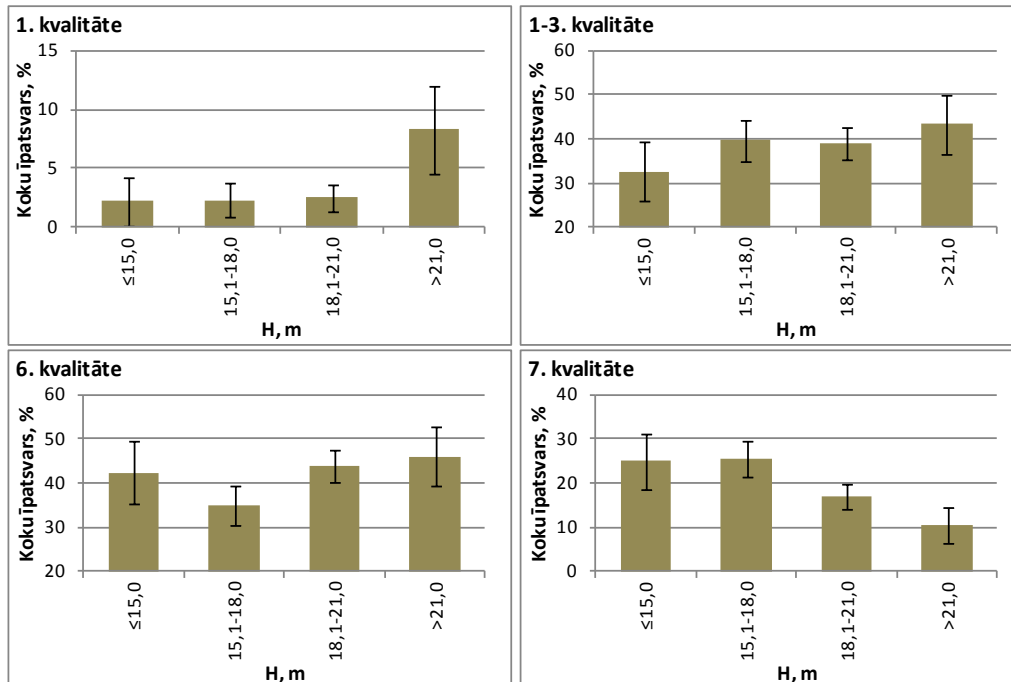 1. kvalitāte
Koku īpatsvars, %
15
10
5
0
≤15,0
15,1-18,0
18,1-21,0
>21,0
H, m
1-3. kvalitāte
Koku īpatsvars, %
60
50
40
30
20
≤15,0
15,1-18,0
18,1-21,0
>21,0
H, m
6. kvalitāte
Koku īpatsvars, %
60
50
40
30
20
≤15,0
15,1-18,0
18,1-21,0
>21,0
H, m
7. kvalitāte
Koku īpatsvars, %
40
30
20
10
0
≤15,0
15,1-18,0
18,1-21,0
>21,0
H, m